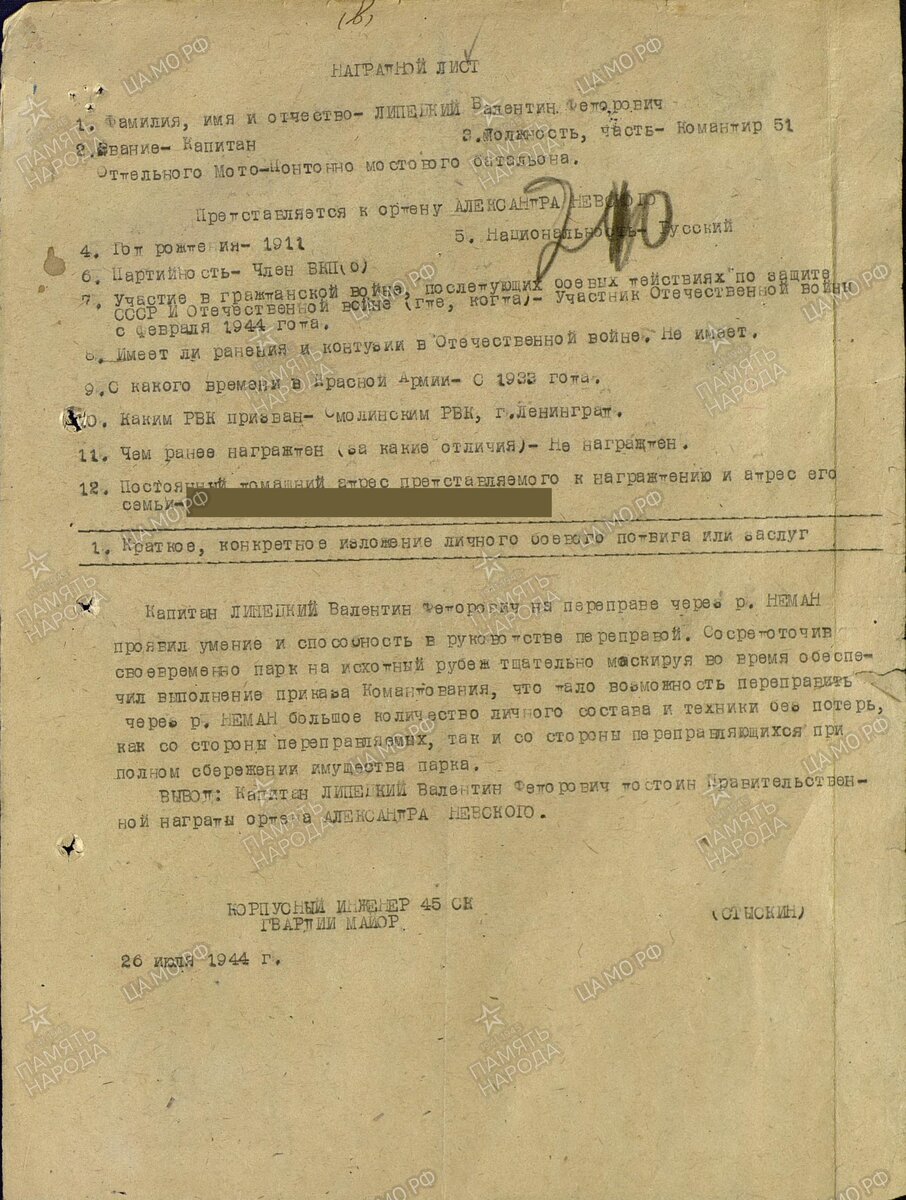 НАГРАДНОЙ ЛИСТ
1. Фамилия, имя и отчество- ЛИПЕЦКИЙ Валентин Федорович
2. Звание- Капитан 3. Должность, часть- Командир 51
Отдельного Мото-Понтонно мостового батальона.
Представляется к ордену АЛЕКСАНДРА НЕВСКОГО
4. Год рождения- 1911 5. Национальность- Русский
6. Партийность- Член ВКП(б)
7. Участие в гражданской войне, последующих боевых действиях по защите
СССР и Отечественной войне (где, когда)- Участник Отечественной войны
с февраля 1944 года.
8. Имеет ли ранения и контузии в Отечественной войне. Не имеет.
9. С какого времени в Красной Армии- С 1933 года.
10. Каким РВК призван- Смолинским РВК, г.Ленинград.
11. Чем ранее награжден (за какие отличия)- Не награжден.
12. Постоянный домашний адрес представляемого к награждению и адрес его
семьи-
1. Краткое, конкретное изложение личного боевого подвига или заслуг
Капитан ЛИПЕЦКИЙ Валентин Федорович на переправе через р. НЕМАН
проявил умение и способность в руководстве переправой. Сосредоточив
своевременно парк на исходный рубеж тщательно маскируя во время обеспе-
чил выполнение приказа Командования, что дало возможность переправить
через р. НЕМАН большое количество личного состава и техники без потерь,
как со стороны переправляемых, так и со стороны переправляющихся при
полном сбережении имущества парка.
ВЫВОД: Капитан ЛИПЕЦКИЙ Валентин Федорович достоин Правительствен-
ной награды ордена АЛЕКСАНДРА НЕВСКОГО.
КОРПУСНЫЙ ИНЖЕНЕР 45 СК
ГВАРДИИ МАЙОР (СТЫСКИН)
26 июля 1944 г.
ПАМЯТЬ НАРОДА
ЦАМО.РФ